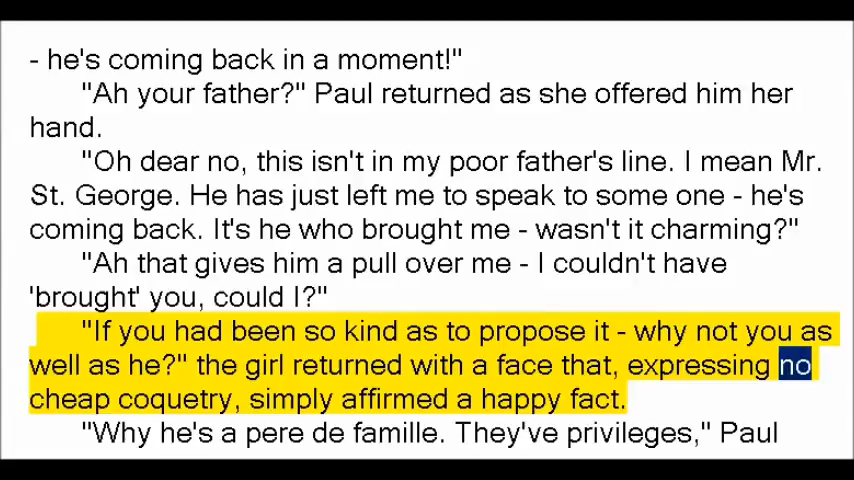 - he's coming back in a moment!"
"Ah your father?" Paul returned as she offered him her
hand.
"Oh dear no, this isn't in my poor father's line. I mean Mr.
St. George. He has just left me to speak to some one - he's
coming back. It's he who brought me - wasn't it charming?"
"Ah that gives him a pull over me - I couldn't have
'brought' you, could I?"
"If you had been so kind as to propose it - why not you as
well as he?" the girl returned with a face that, expressing no
cheap coquetry, simply affirmed a happy fact.
"Why he's a pere de famille. They've privileges," Paul